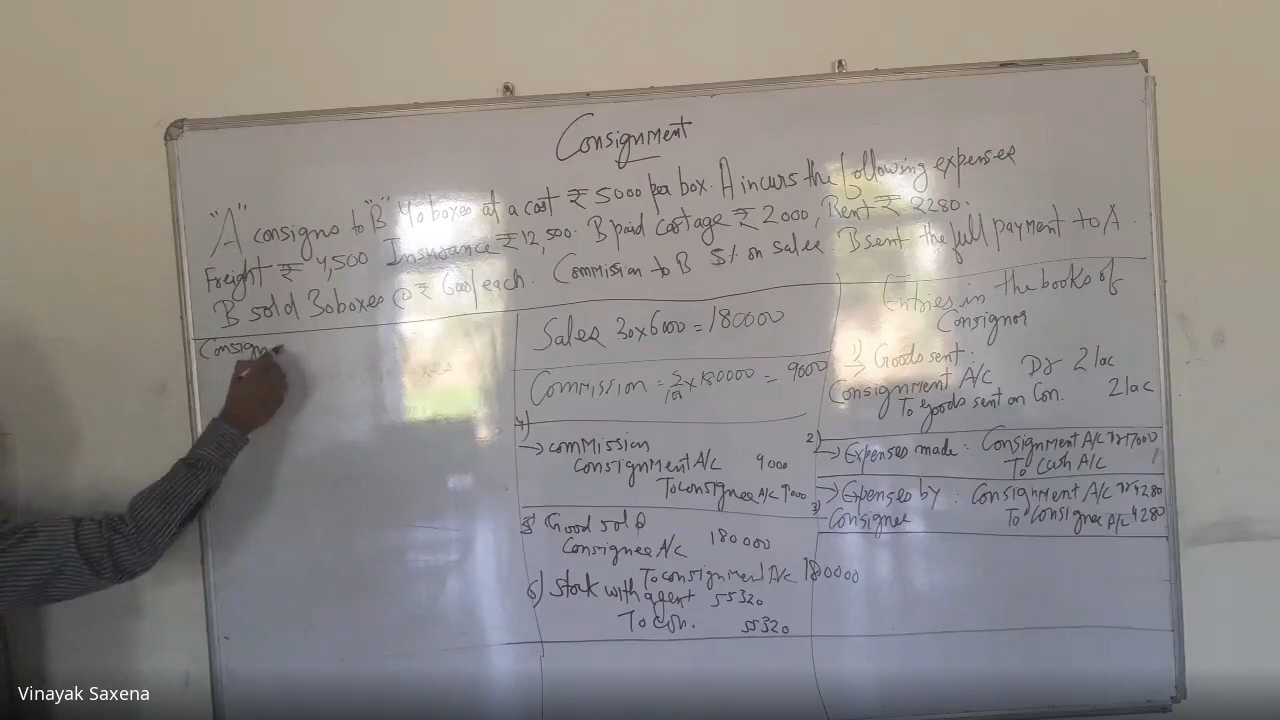 Consignment
"A" consigns to "B" 40 boxes at a cost ₹ 5000 per box. A incurs the following expenses
Freight ₹ 4,500 Insurance ₹ 12,500. B paid cartage ₹ 2000, Rent ₹ 2280.
B sold 30 boxes @ ₹ 6000/each. Commission to B 5% on sales B sent the full payment to A.
Consign
Sales 30x6000 = 180000
Commission = 5/100 x 180000 = 9000
4)
→ commission
Consignment A/c 9000
To consignee A/c 9000
5) Good sold
Consignee A/c 180000
To consignment A/c 180000
6) Stock with agent 55320
To con. 55320
Entries in the books of
Consignor
1) → Goods sent:
Consignment A/c Dr 2 lac
To goods sent on Con. 2 lac
2) → Expenses made: Consignment A/c Dr 17000
To Cash A/c
3) → Expenses by : Consignment A/c Dr 4280
Consignee To consignee A/c 4280
Vinayak Saxena